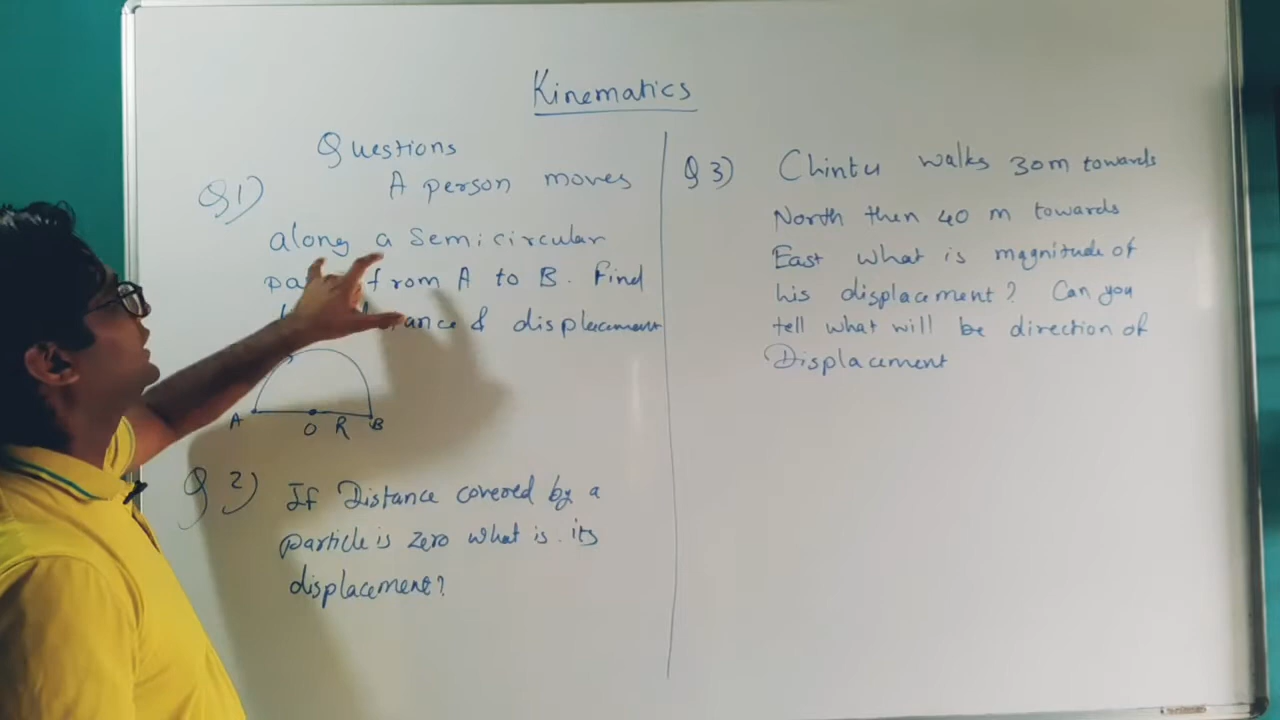 Kinematics
Questions
Q 1) A person moves
along a Semicircular
from A to B. Find
& displacement
A O R B
Q 2) If Distance covered by a
particle is zero what is its
displacement?
Q 3) Chintu walks 30m towards
North then 40 m towards
East what is magnitude of
his displacement? Can you
tell what will be direction of
Displacement